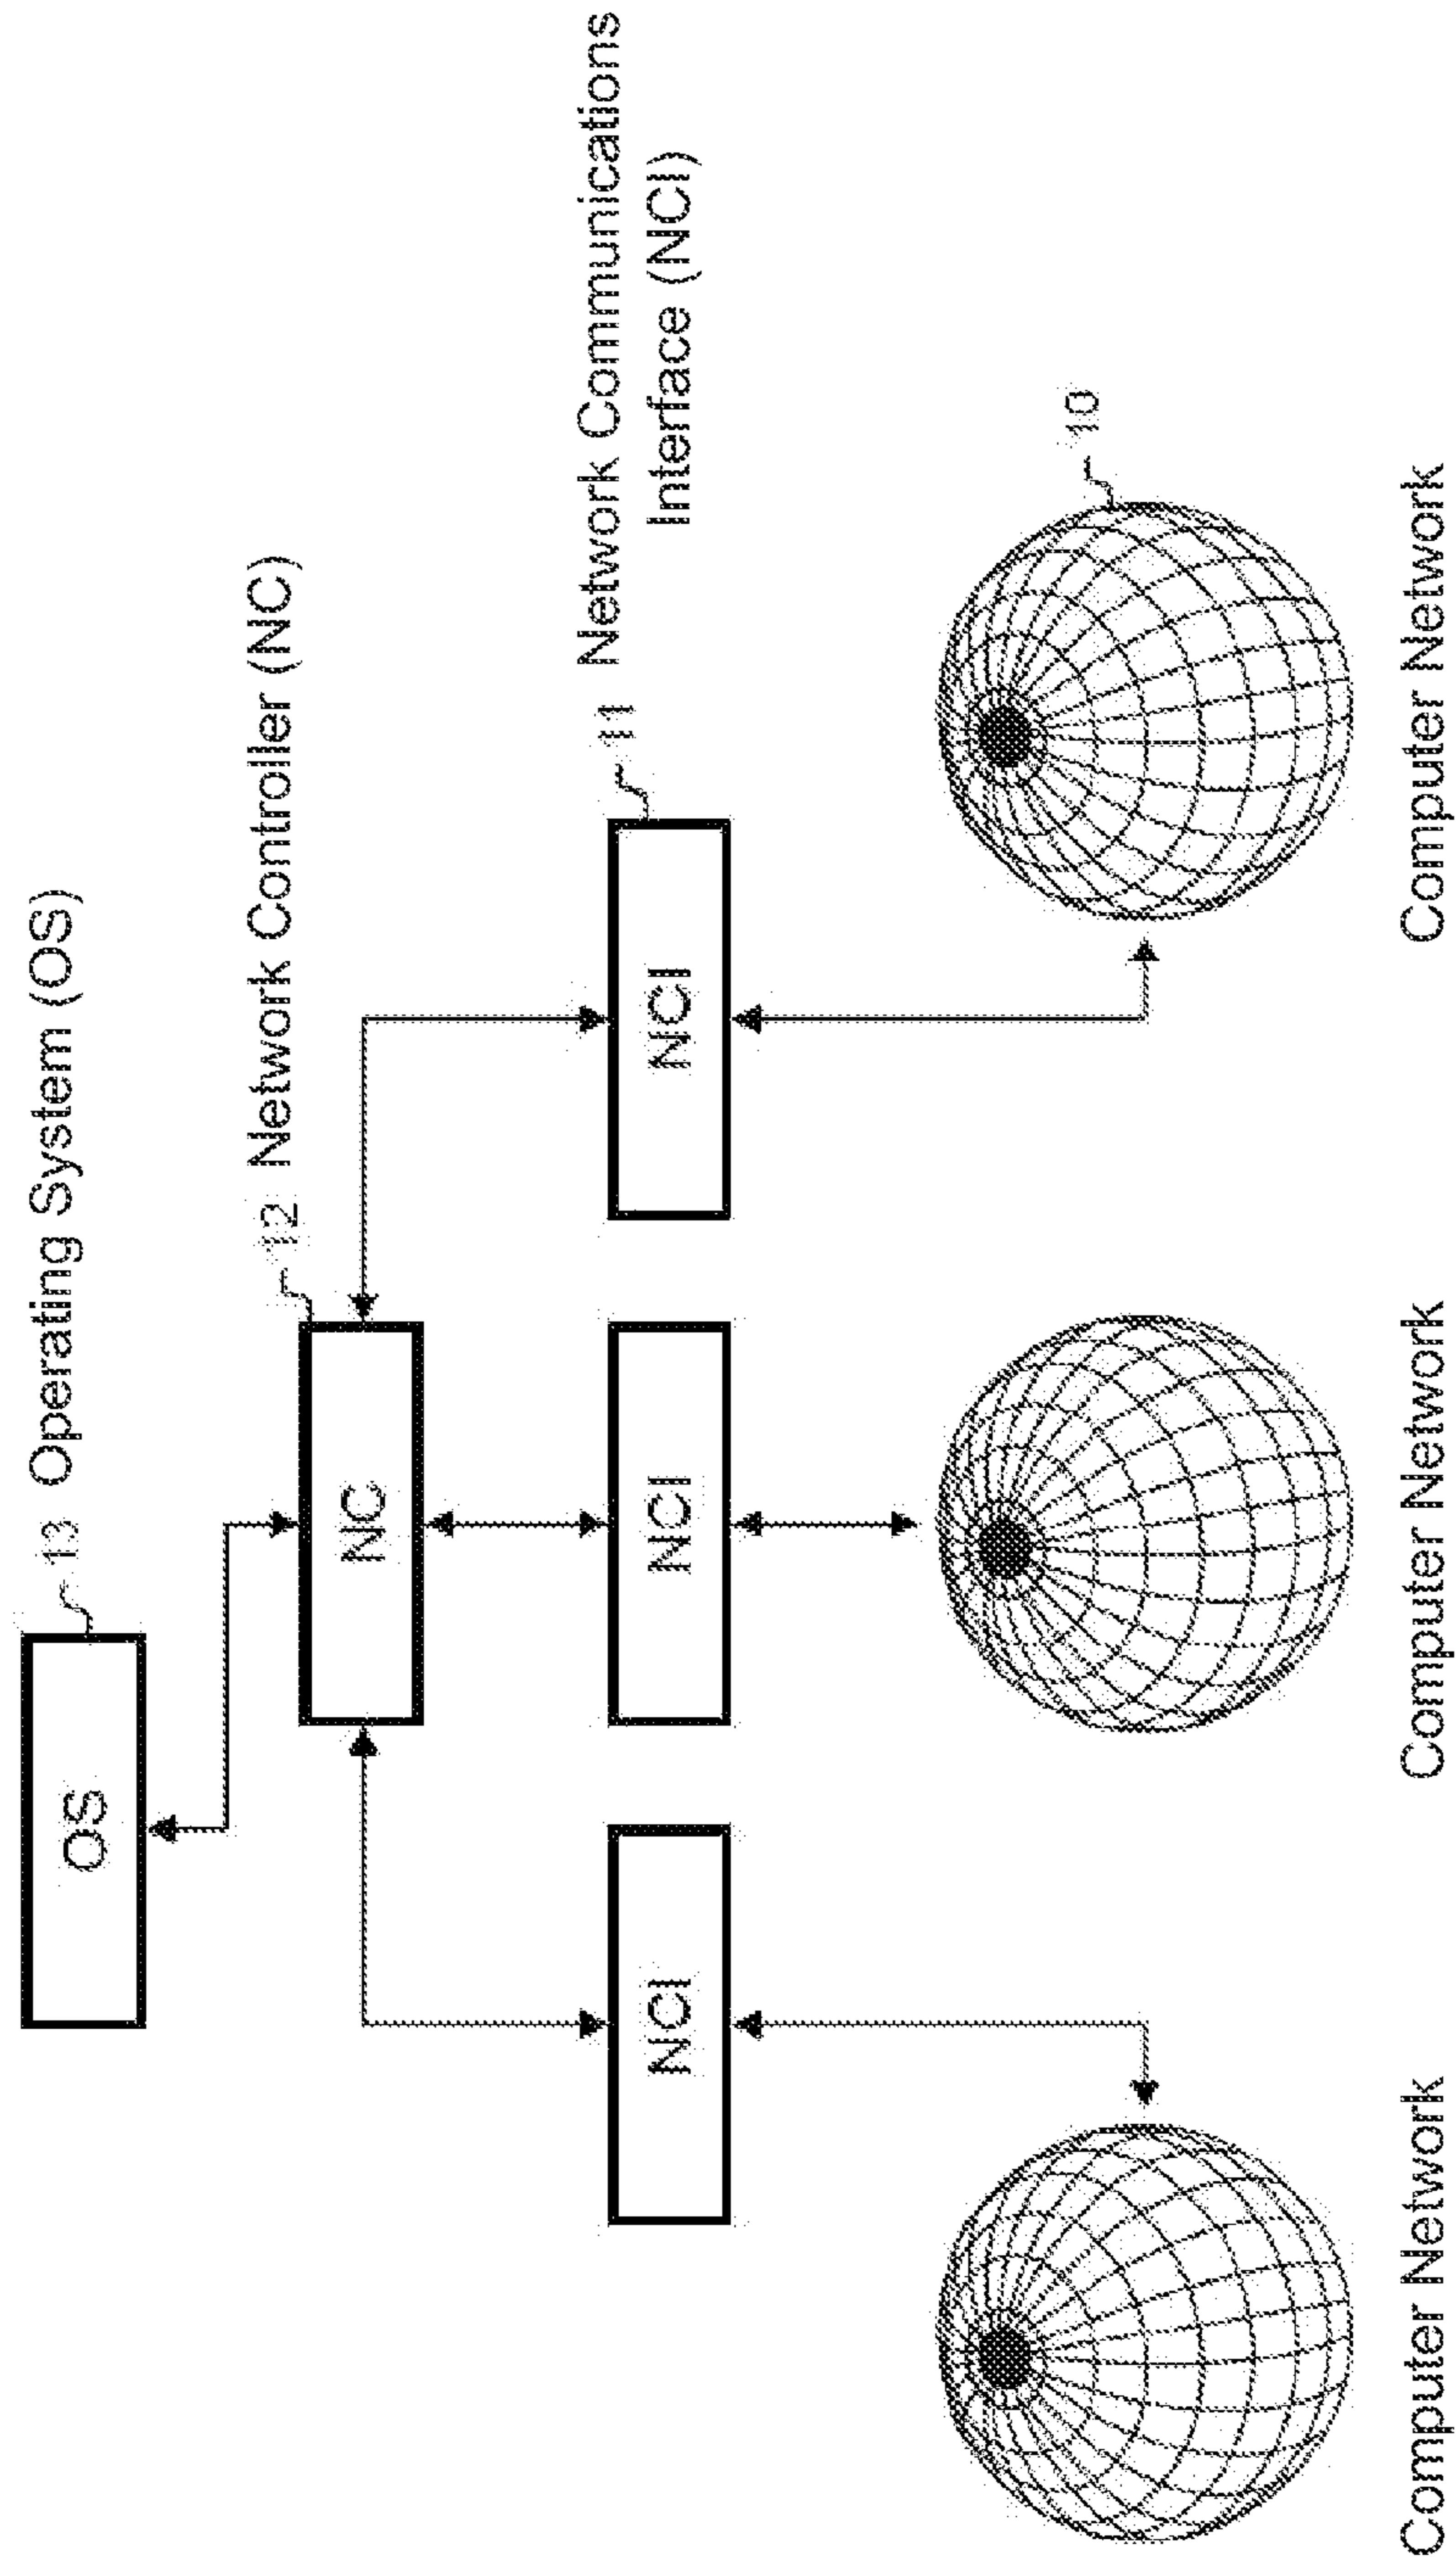 OS
13 Operating System (OS)
12 Network Controller (NC)
NC
11 Network Communications
Interface (NCI)
NCI
NCI
NCI
10
Computer Network
Computer Network
Computer Network